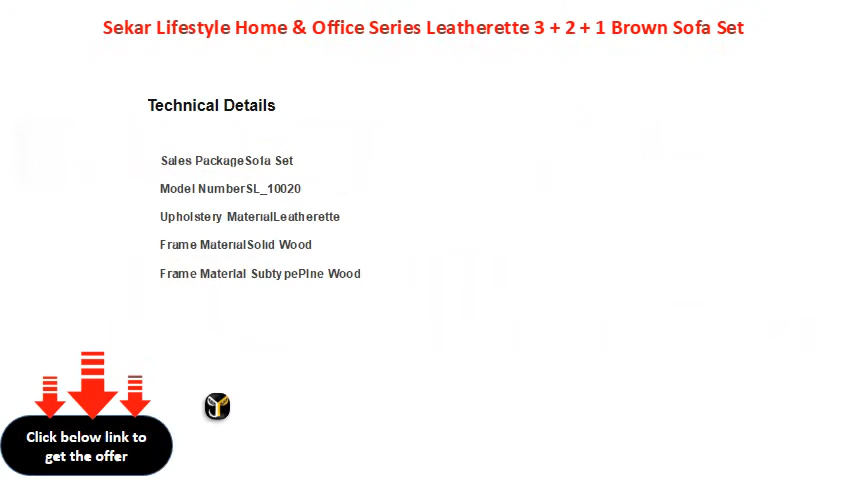 Sekar Lifestyle Home & Office Series Leatherette 3 + 2 + 1 Brown Sofa Set
Technical Details
Sales PackageSofa Set
Model NumberSL_10020
Upholstery MaterialLeatherette
Frame MaterialSolid Wood
Frame Material SubtypePine Wood
Click below link to
get the offer